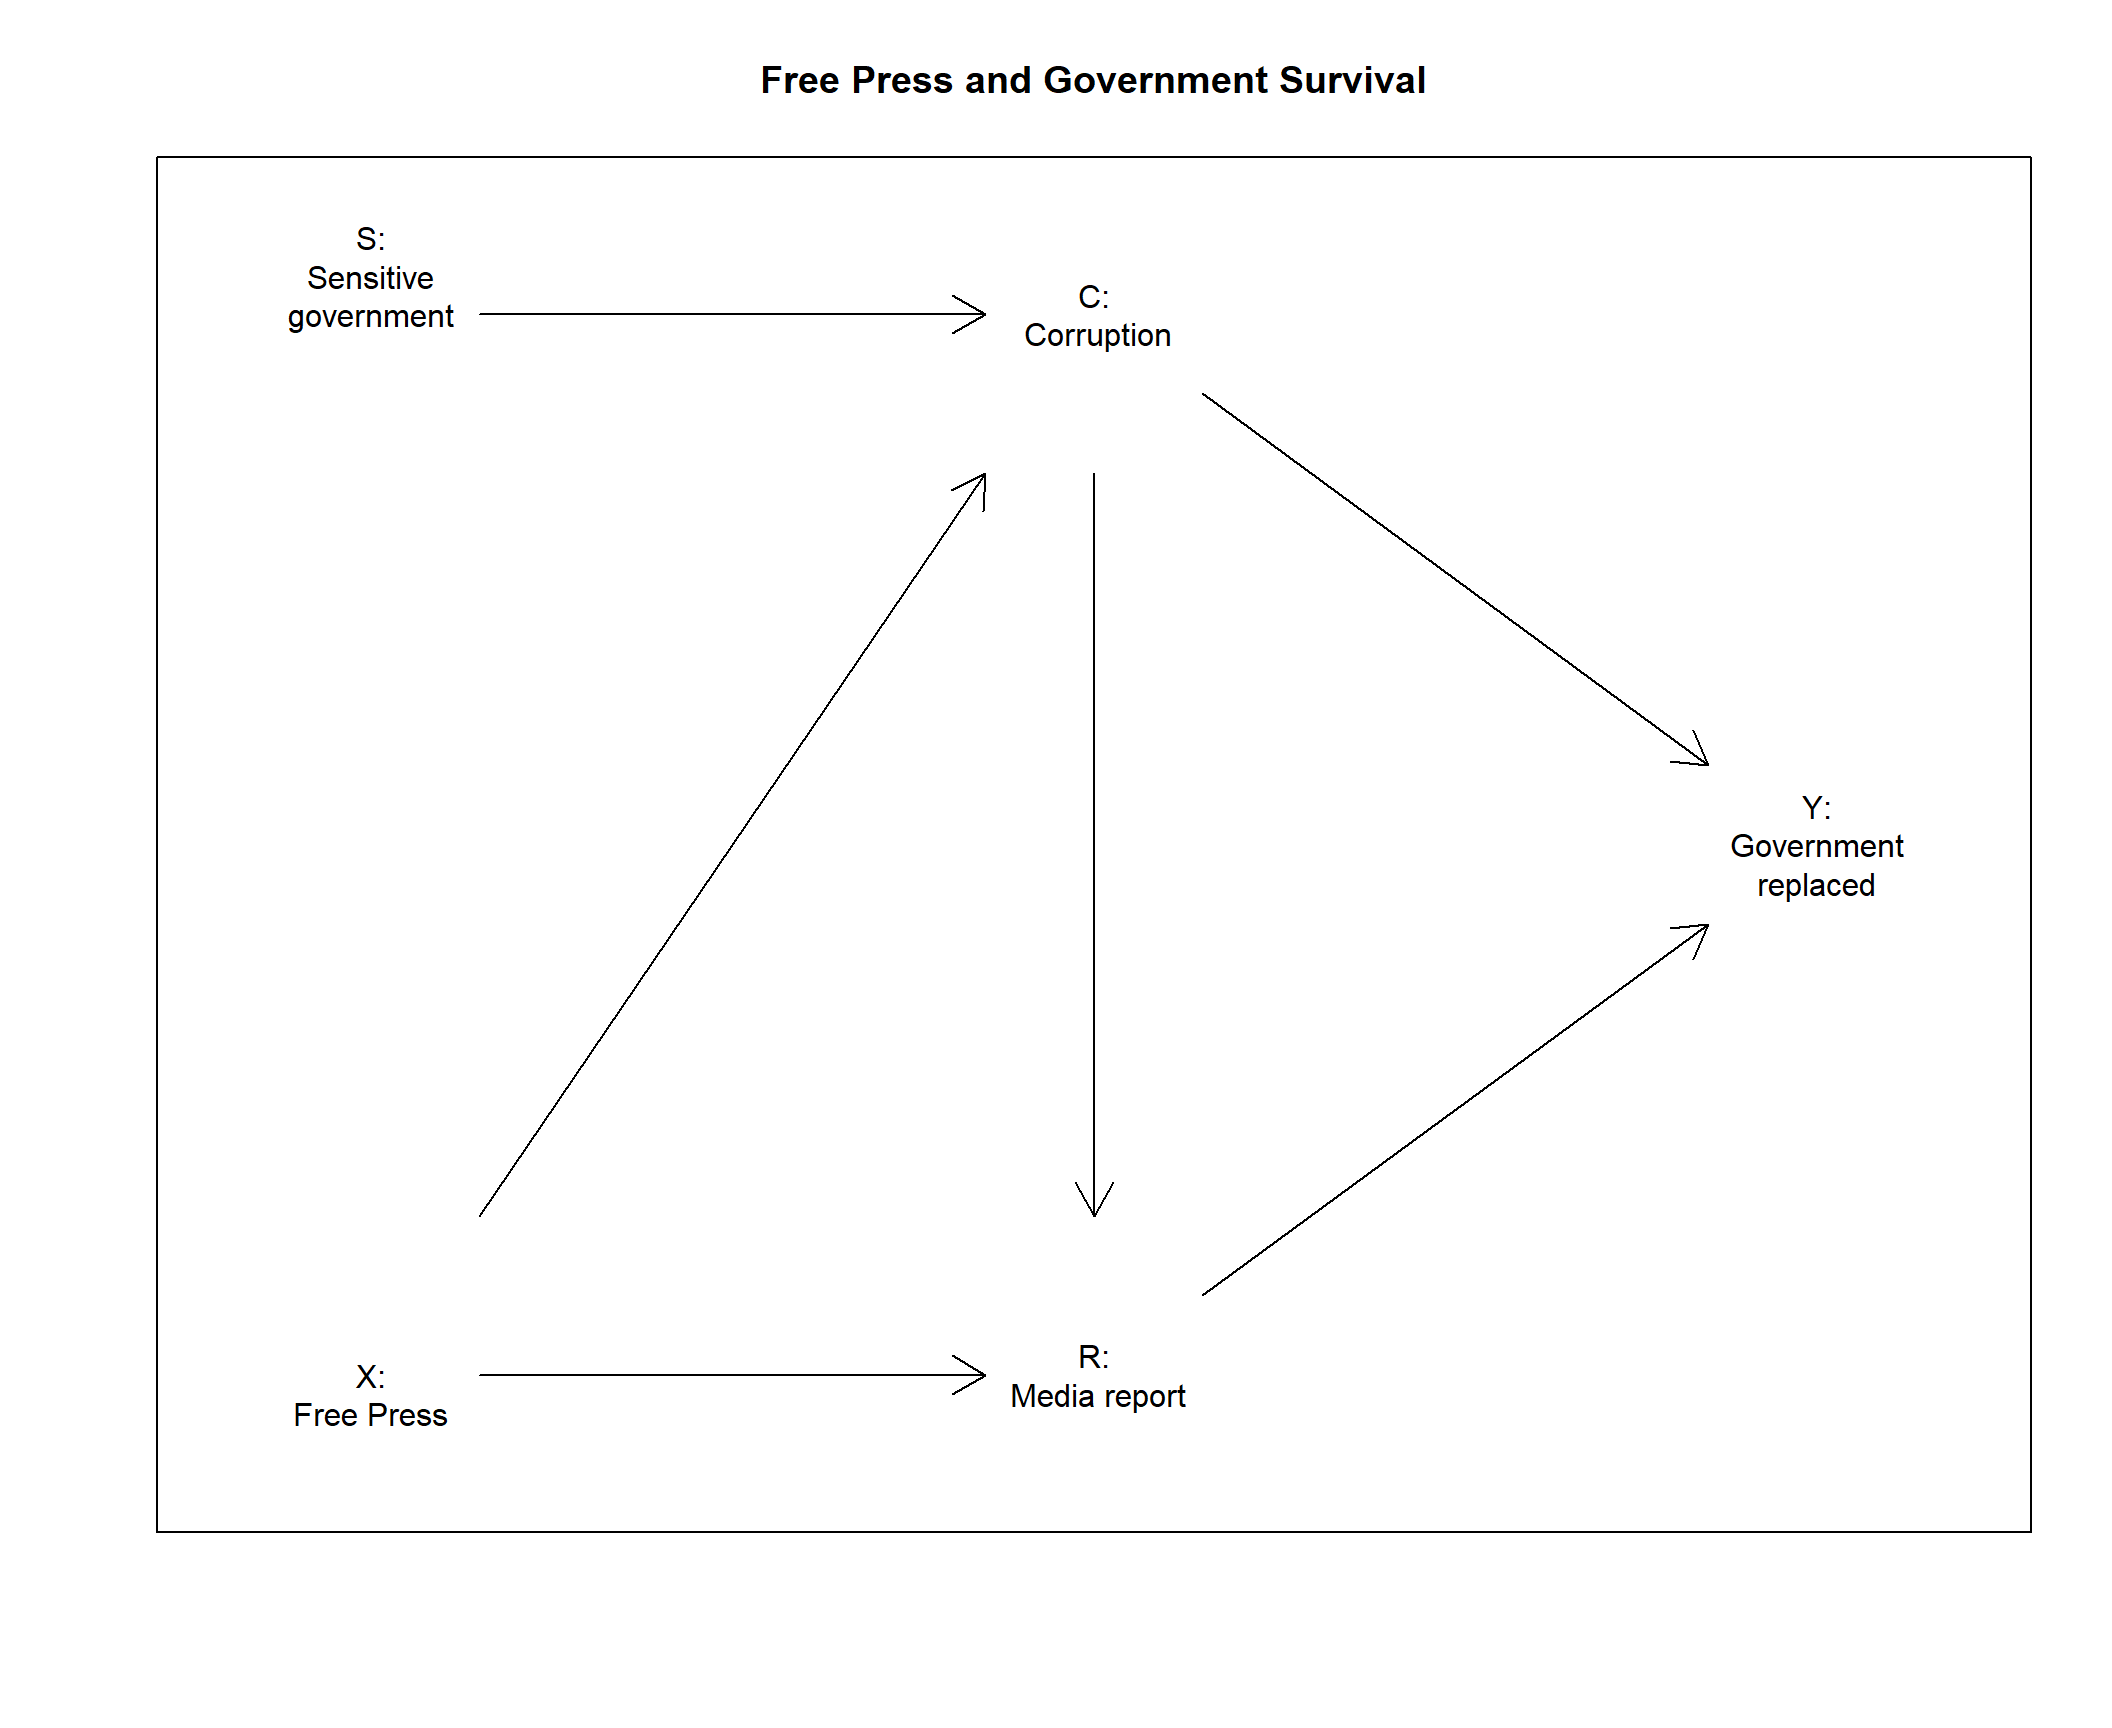 Free Press and Government Survival
S:
Sensitive
government
C:
Corruption
Y:
Government
replaced
X:
Free Press
R:
Media report